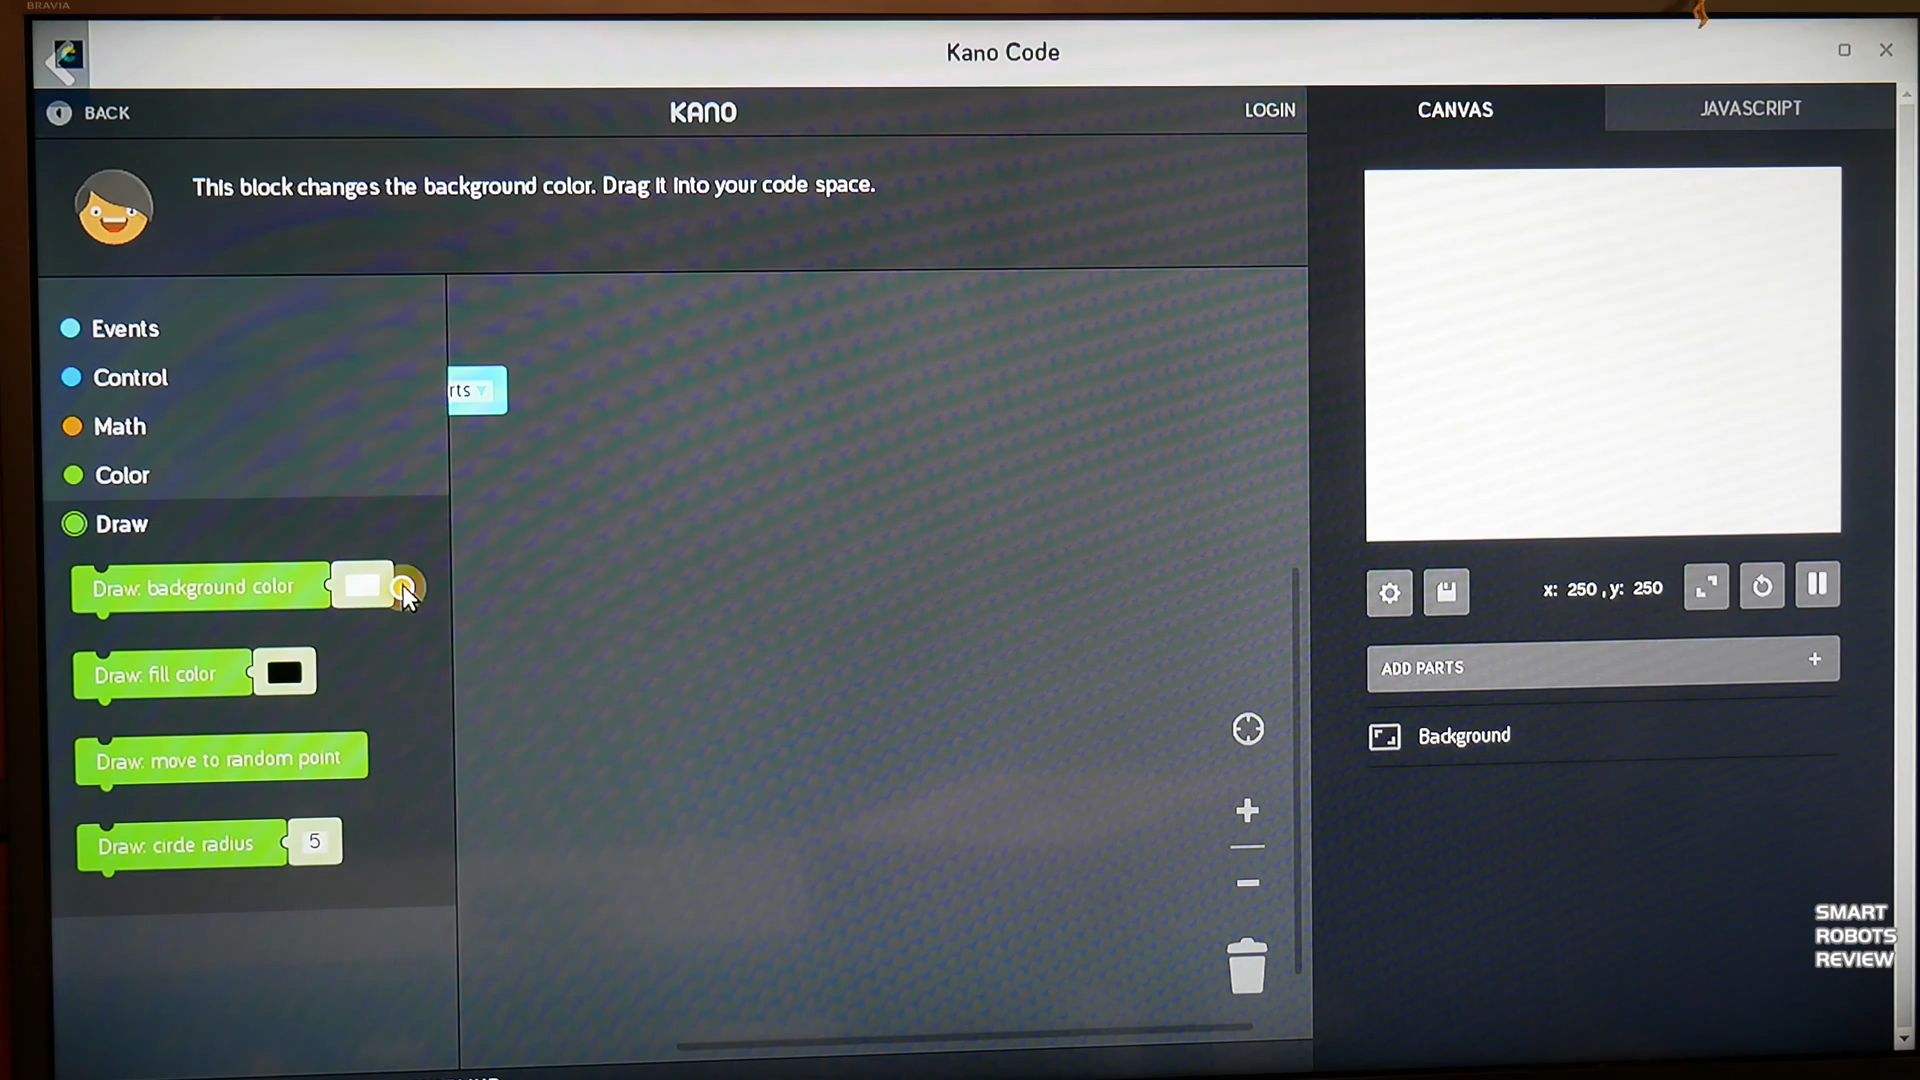 BRAVIA
Kano Code
BACK
KANO
LOGIN
CANVAS
JAVASCRIPT
This block changes the background color. Drag it into your code space.
Events
Control
rts
Math
Color
Draw
Draw: background color
Draw: fill color
Draw: move to random point
Draw: circle radius 5
x: 250, y: 250
ADD PARTS +
Background
SMART
ROBOTS
REVIEW